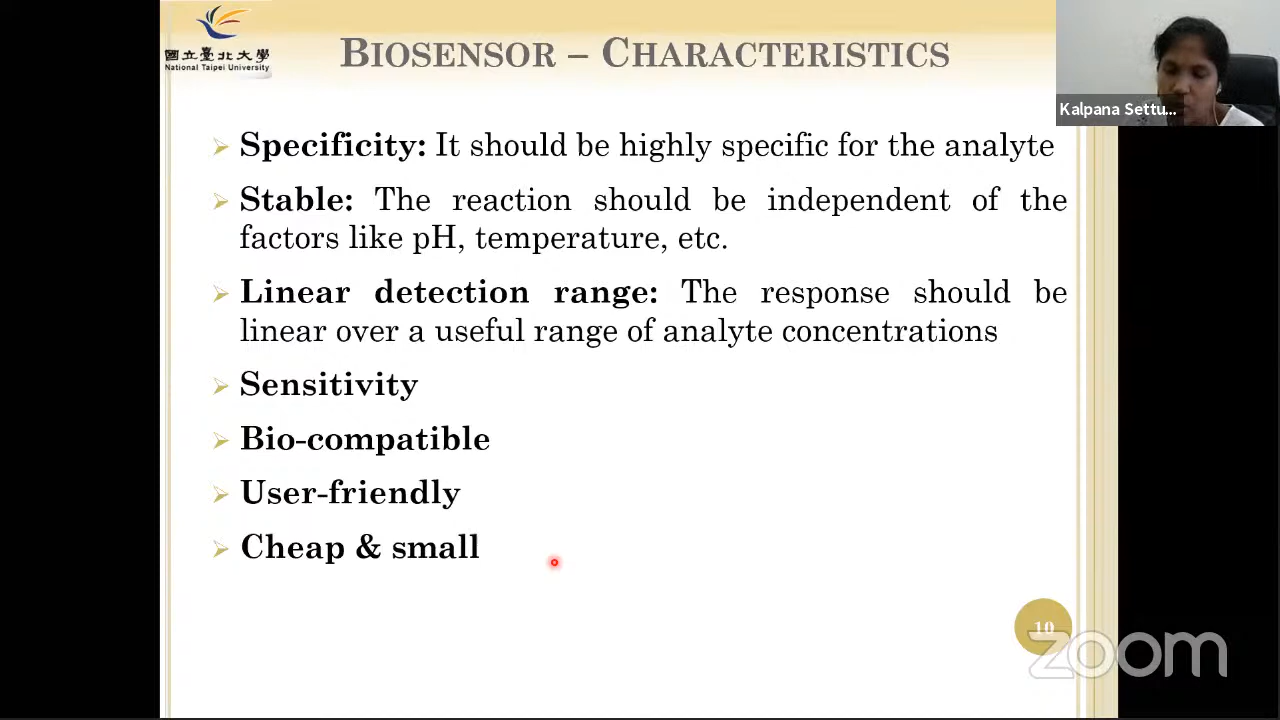 國立臺北大學
National Taipei University
BIOSENSOR – CHARACTERISTICS
Kalpana Settu...
Specificity: It should be highly specific for the analyte
Stable: The reaction should be independent of the
factors like pH, temperature, etc.
Linear detection range: The response should be
linear over a useful range of analyte concentrations
Sensitivity
Bio-compatible
User-friendly
Cheap & small
10
zoom